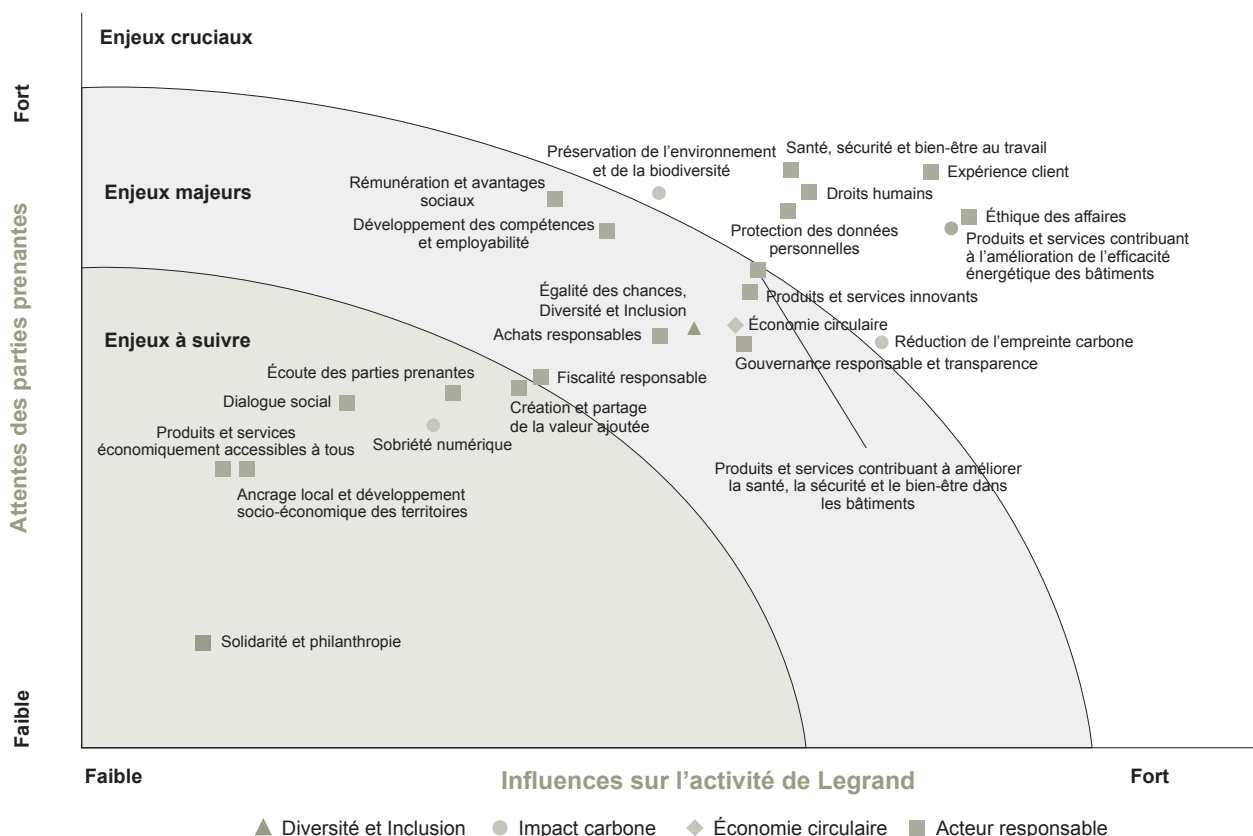 Enjeux cruciaux
Fort
Santé, sécurité et bien-être au travail
Préservation de l'environnement
et de la biodiversité
Expérience client
Enjeux majeurs
Rémunération et avantages
sociaux
Droits humains
Éthique des affaires
Développement des compétences
et employabilité
Protection des données
personnelles
Produits et services contribuant
à l'amélioration de l'efficacité
énergétique des bâtiments
Attentes des parties prenantes
Égalité des chances,
Diversité et Inclusion
Produits et services innovants
Enjeux à suivre
Achats responsables
Économie circulaire
Réduction de l'empreinte carbone
Gouvernance responsable et transparence
Écoute des parties prenantes
Fiscalité responsable
Dialogue social
Création et partage
de la valeur ajoutée
Produits et services
économiquement accessibles à tous
Sobriété numérique
Produits et services contribuant à améliorer
la santé, la sécurité et le bien-être dans
les bâtiments
Ancrage local et développement
socio-économique des territoires
Solidarité et philanthropie
Faible
Faible
Influences sur l'activité de Legrand
Fort
Diversité et Inclusion
Impact carbone
Économie circulaire
Acteur responsable